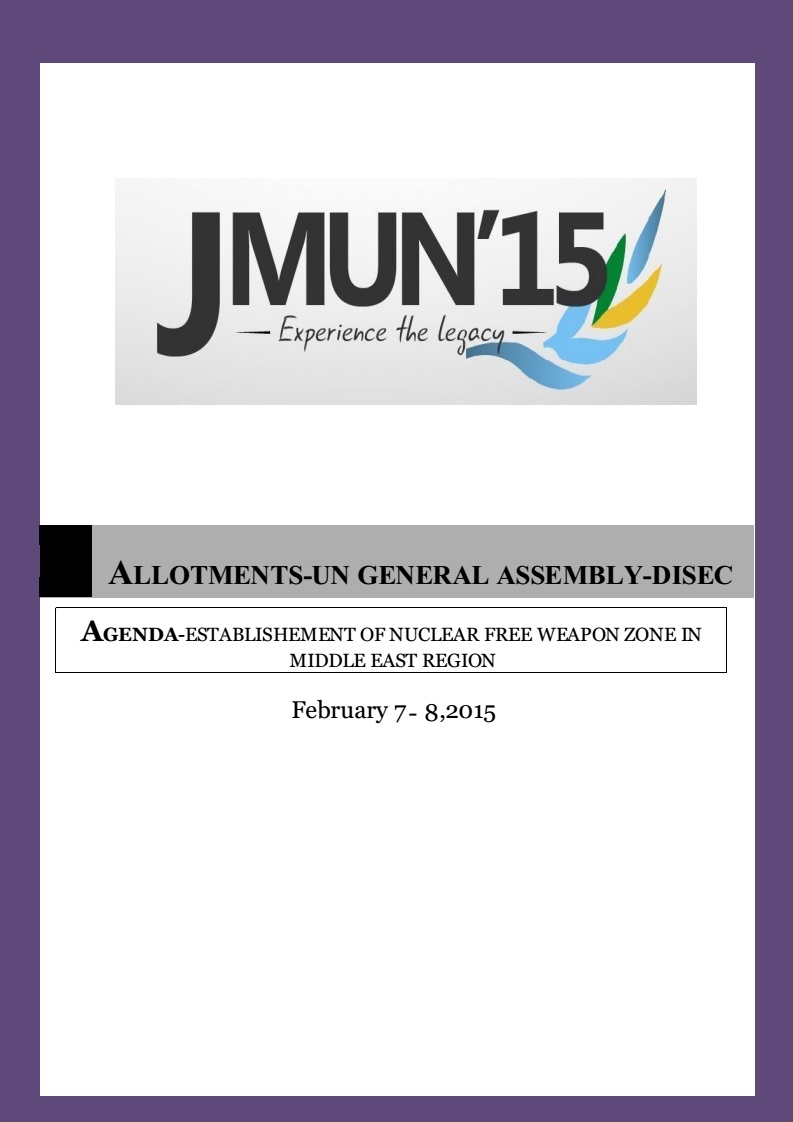 JMUN'15
Experience the legacy
ALLOTMENTS-UN GENERAL ASSEMBLY-DISEC
AGENDA-ESTABLISHEMENT OF NUCLEAR FREE WEAPON ZONE IN
MIDDLE EAST REGION
February 7- 8,2015